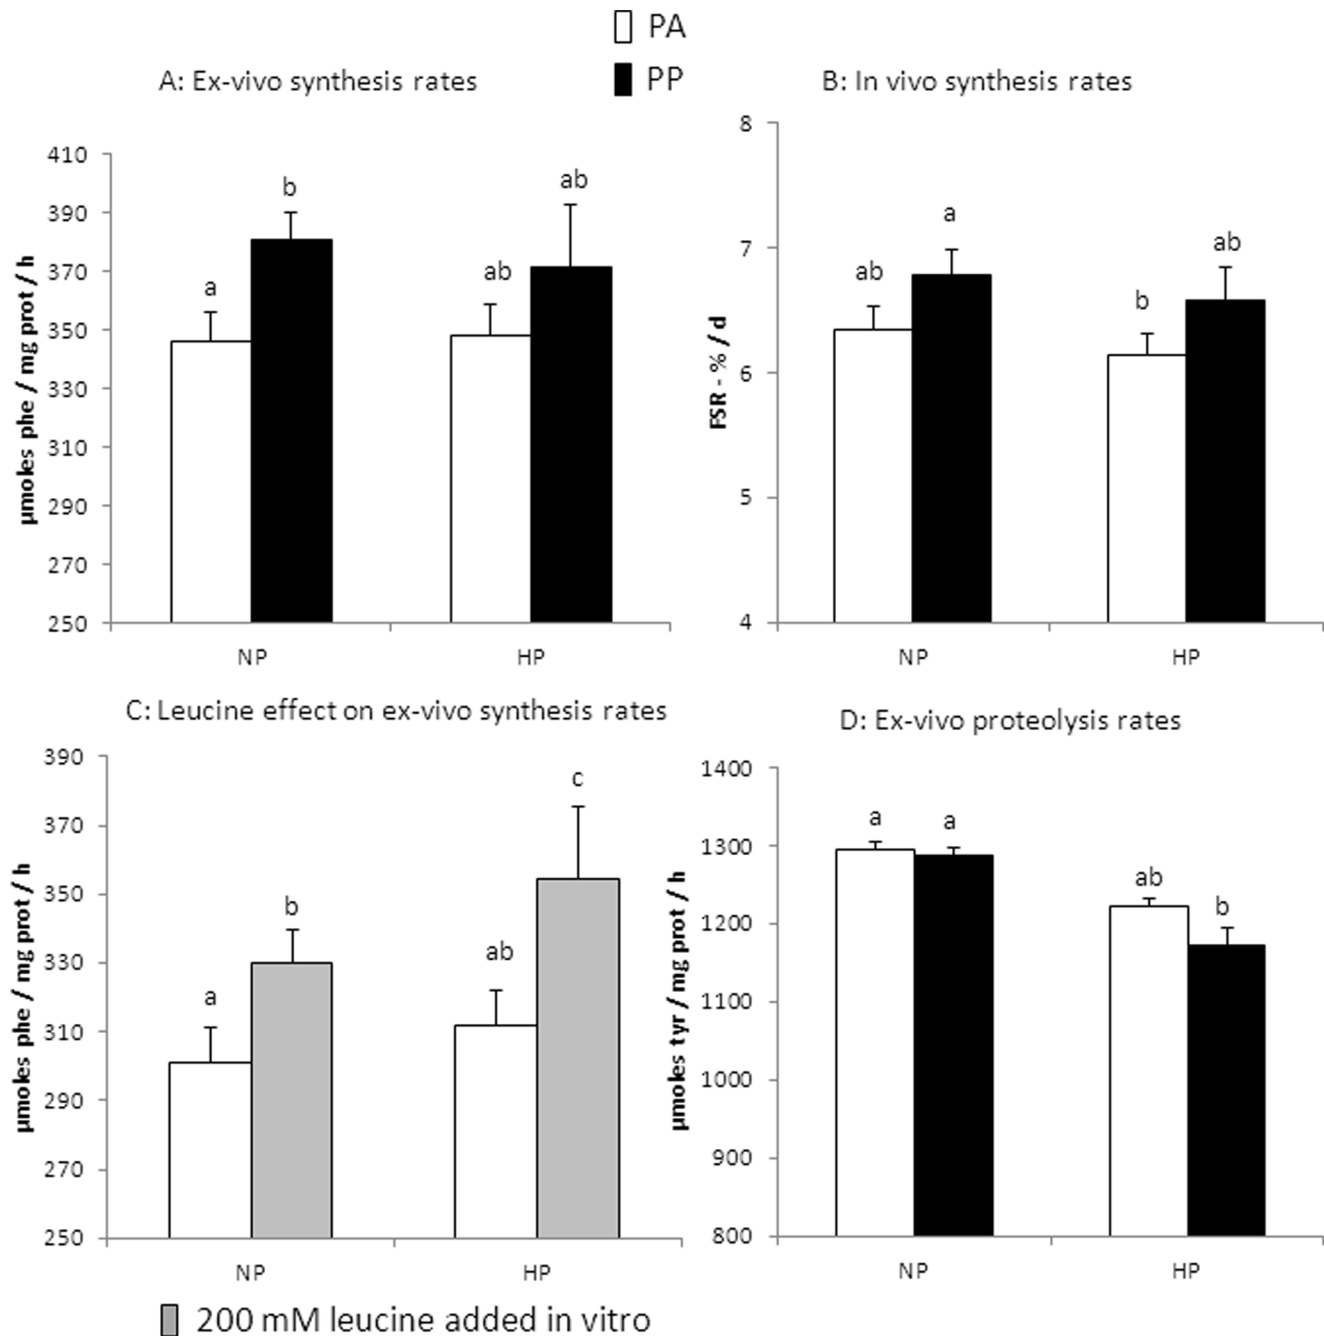 PA
PP
A: Ex-vivo synthesis rates
410
390
370
350
330
310
290
270
250
µmoles phe / mg prot / h
a
b
ab
ab
NP
HP
B: In vivo synthesis rates
8
7
6
5
4
FSR - % / d
ab
a
b
ab
NP
HP
C: Leucine effect on ex-vivo synthesis rates
390
370
350
330
310
290
270
250
µmoles phe / mg prot / h
a
b
ab
c
NP
HP
200 mM leucine added in vitro
D: Ex-vivo proteolysis rates
1400
1300
1200
1100
1000
900
800
µmoles tyr / mg prot / h
a
a
ab
b
NP
HP